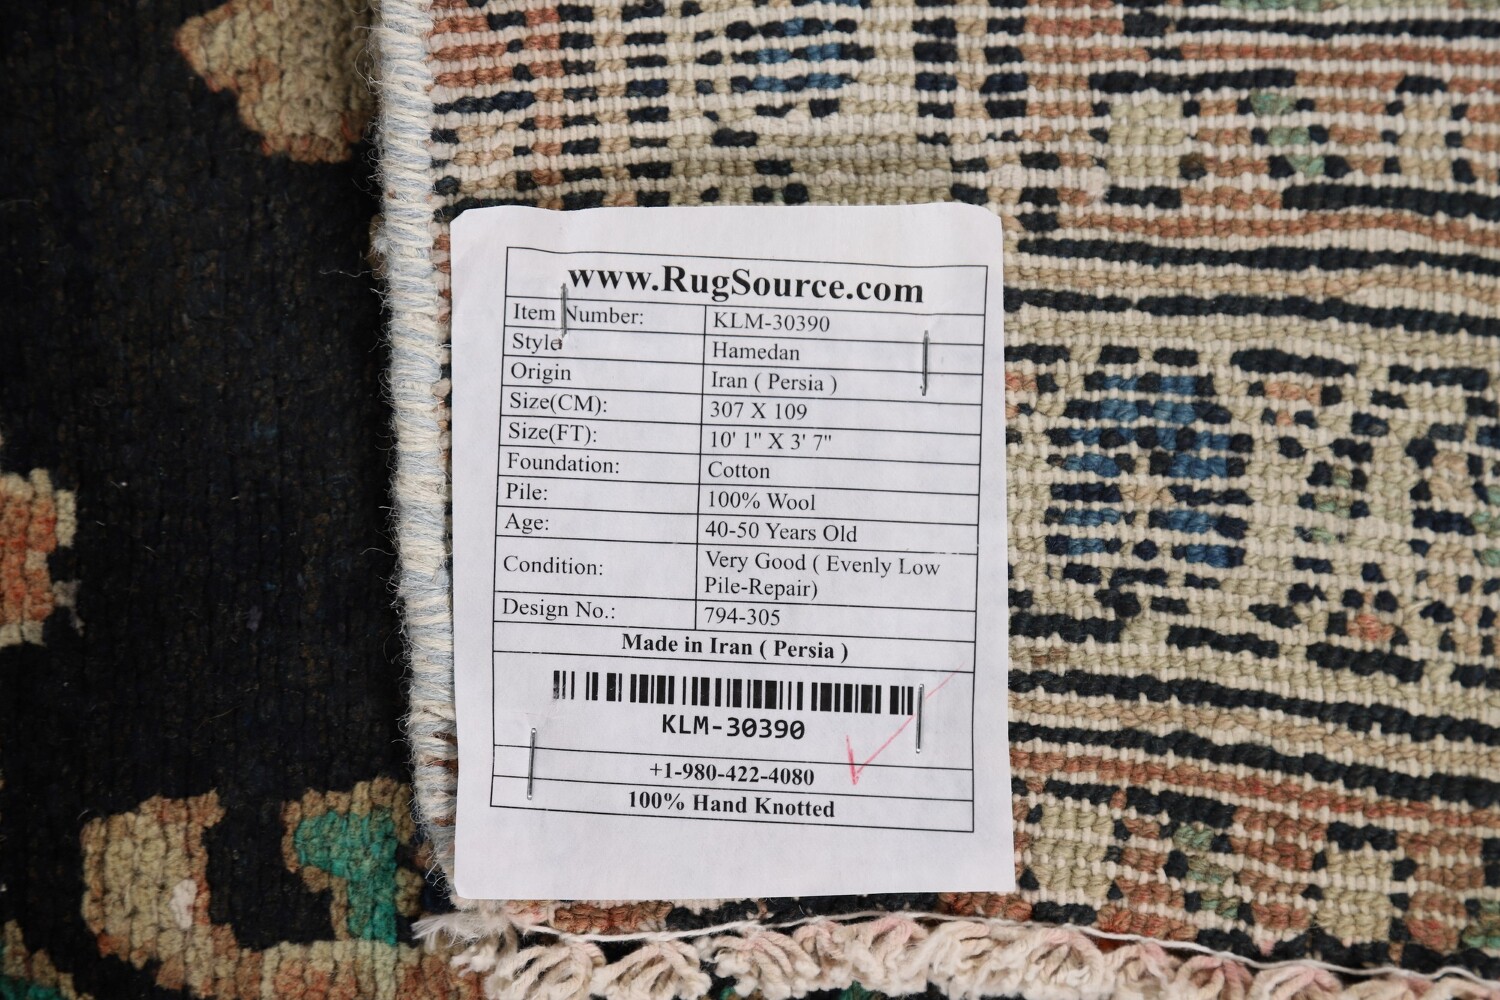 www.RugSource.com
Item Number: KLM-30390
Style Hamedan
Origin Iran ( Persia )
Size(CM): 307 X 109
Size(FT): 10' 1" X 3' 7"
Foundation: Cotton
Pile: 100% Wool
Age: 40-50 Years Old
Condition: Very Good ( Evenly Low
Pile-Repair)
Design No.: 794-305
Made in Iran ( Persia )
KLM-30390
+1-980-422-4080
100% Hand Knotted